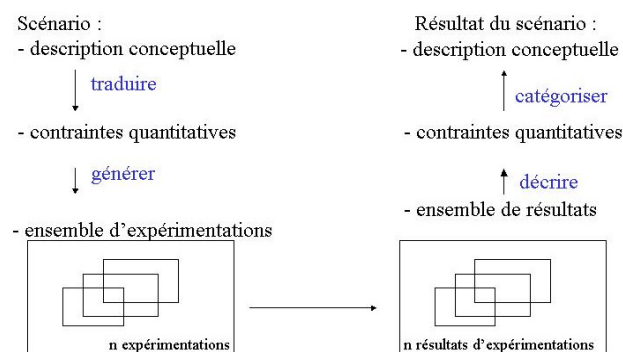 Scénario :
- description conceptuelle
traduire
- contraintes quantitatives
générer
- ensemble d'expérimentations
n expérimentations
Résultat du scénario :
- description conceptuelle
catégoriser
- contraintes quantitatives
décrire
- ensemble de résultats
n résultats d'expérimentations